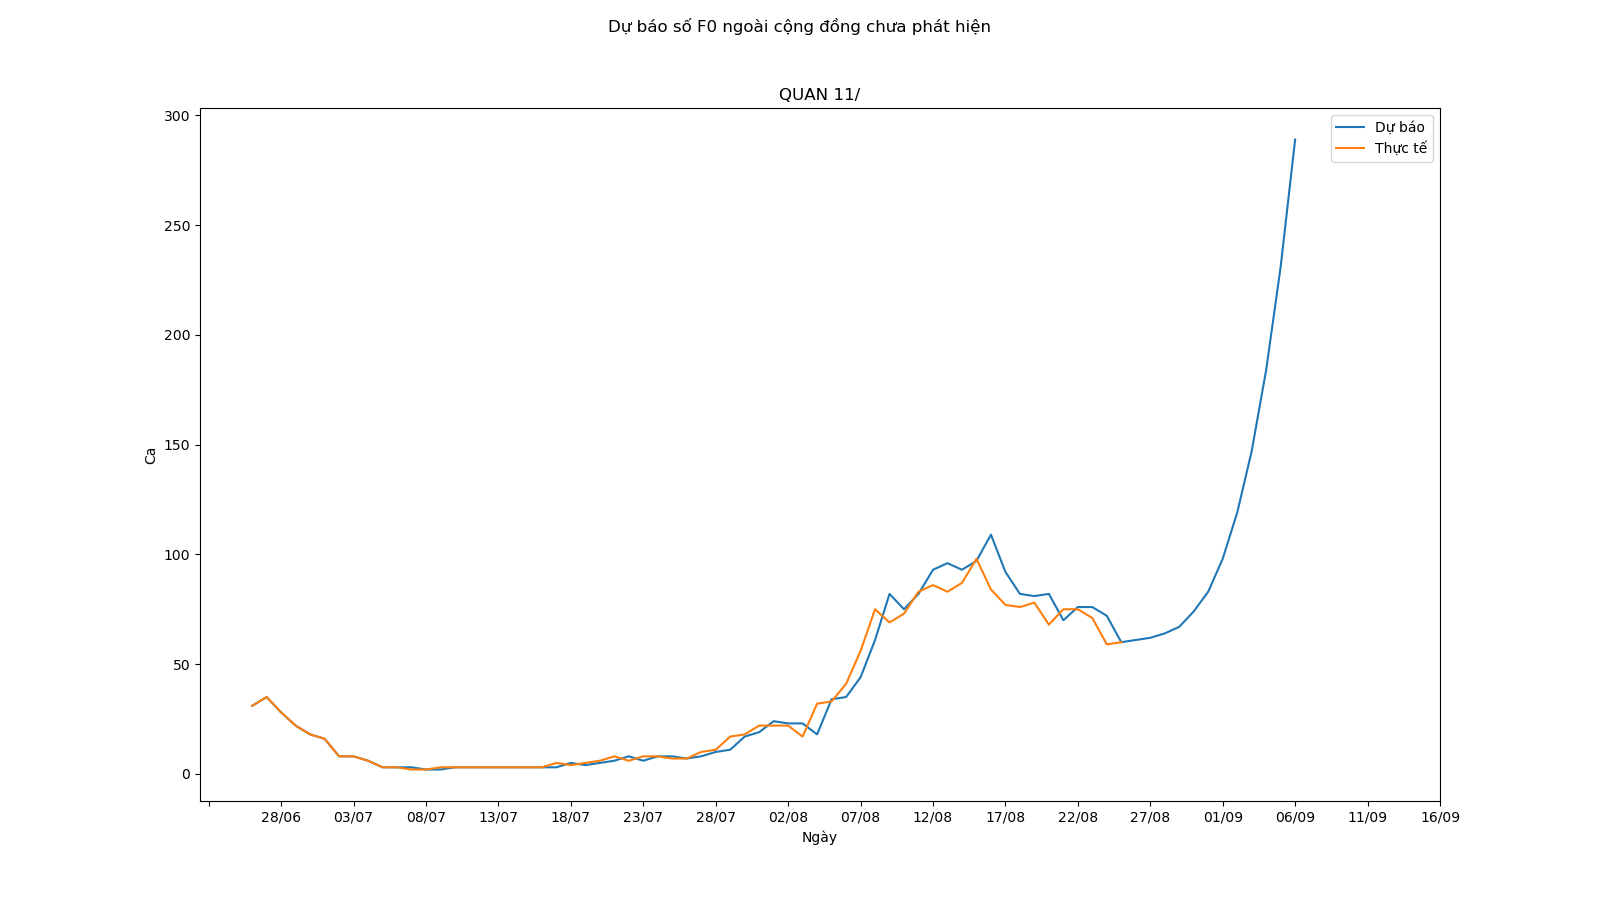 Dự báo số F0 ngoài cộng đồng chưa phát hiện
QUAN 11/
Dự báo
Thực tế
300
250
200
150
100
50
0
Ca
28/06 03/07 08/07 13/07 18/07 23/07 28/07 02/08 07/08 12/08 17/08 22/08 27/08 01/09 06/09 11/09 16/09
Ngày